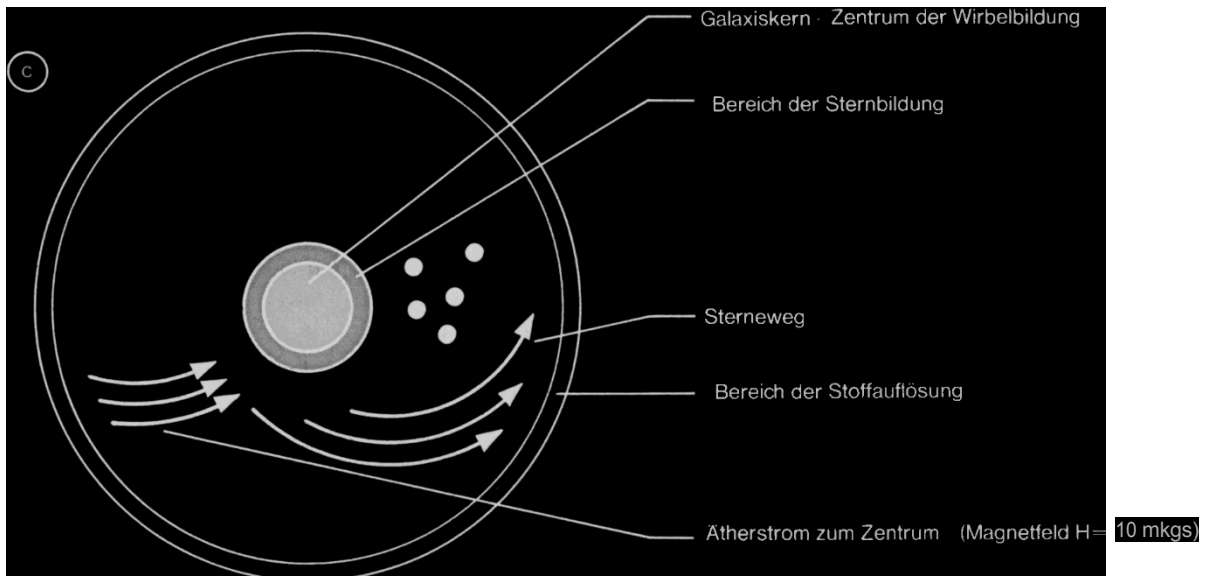 Galaxiskern · Zentrum der Wirbelbildung
C
Bereich der Sternbildung
Sterneweg
Bereich der Stoffauflösung
Ätherstrom zum Zentrum (Magnetfeld H= 10 mkgs)